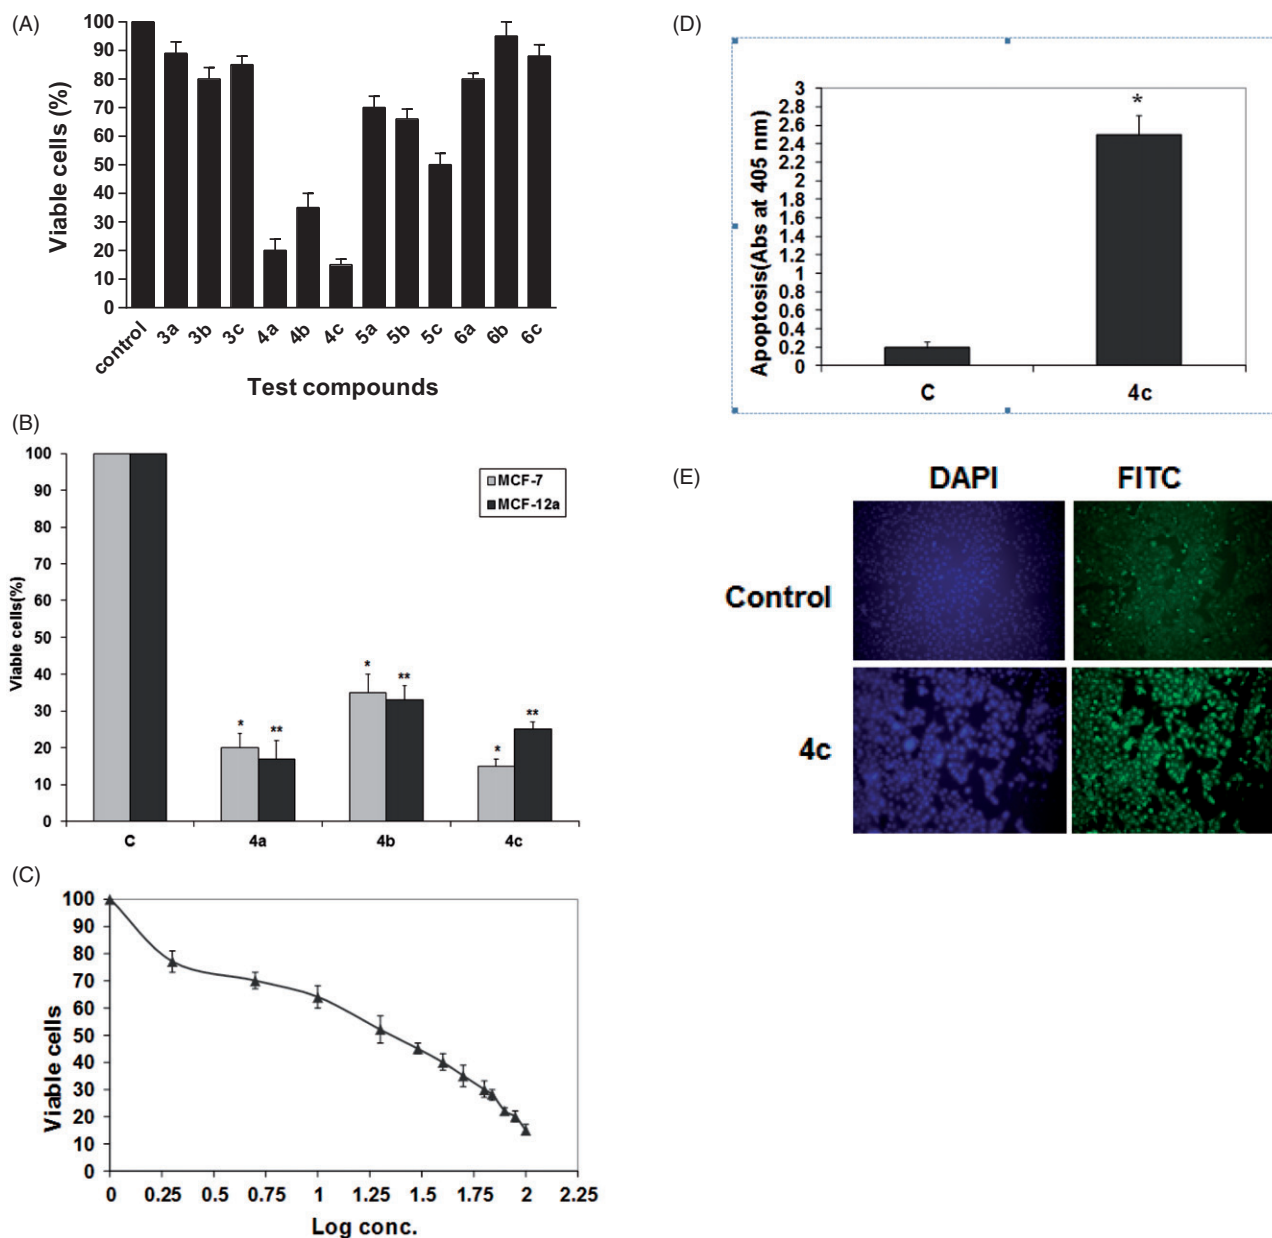 (A)
100
90
80
70
60
50
40
30
20
10
0
Viable cells (%)
control 3a 3b 3c 4a 4b 4c 5a 5b 5c 6a 6b 6c
Test compounds
(B)
100
90
80
70
60
50
40
30
20
10
0
Viable cells(%)
MCF-7
MCF-12a
* ** * ** * **
C 4a 4b 4c
(C)
100
90
80
70
60
50
40
30
20
10
0
Viable cells
0 0.25 0.5 0.75 1 1.25 1.5 1.75 2 2.25
Log conc.
(D)
3
2.8
2.6
2.4
2.2
2
1.8
1.6
1.4
1.2
1
0.8
0.6
0.4
0.2
0
Apoptosis(Abs at 405 nm)
*
C 4c
(E)
DAPI FITC
Control
4c